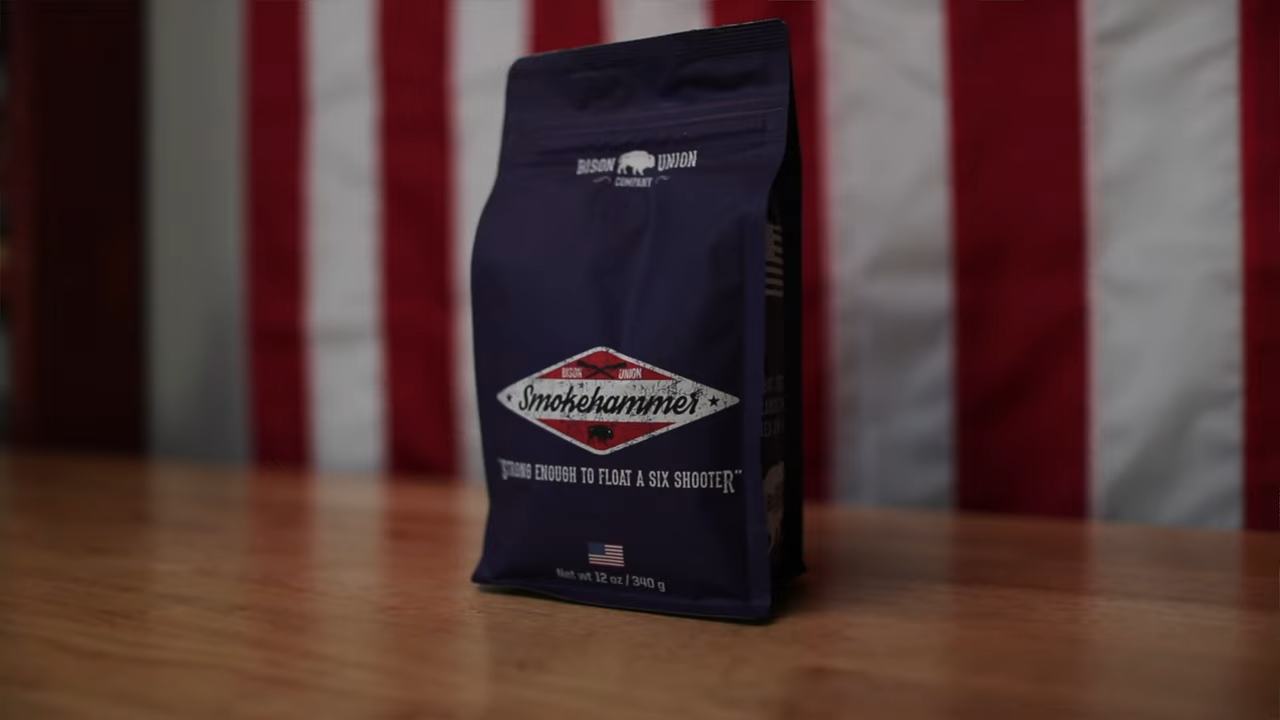 BISON UNION
COMPANY
BISON UNION
Smokehammer
"STRONG ENOUGH TO FLOAT A SIX SHOOTER"
Net wt 12 oz / 340 g